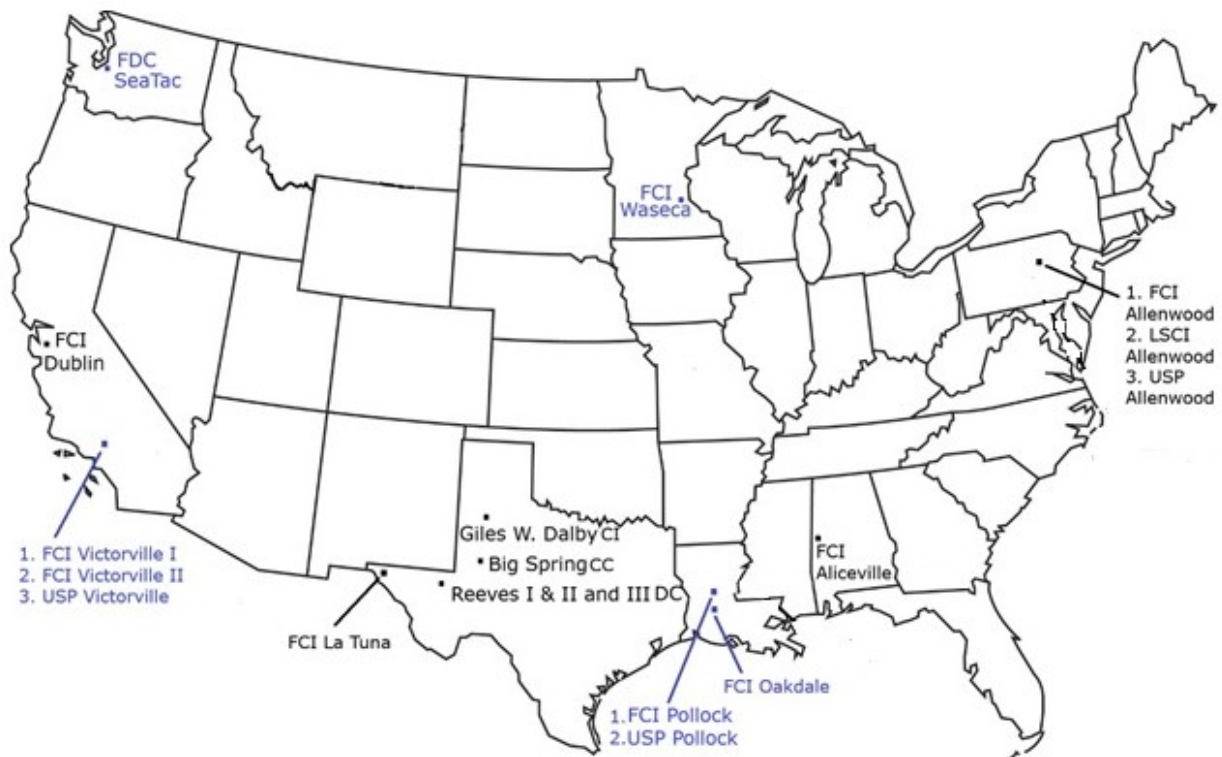 FDC
SeaTac
FCI
Waseca
FCI
Dublin
1. FCI
Allenwood
2. LSCI
Allenwood
3. USP
Allenwood
1. FCI Victorville I
2. FCI Victorville II
3. USP Victorville
Giles W. Dalby CI
Big Spring CC
Reeves I & II and III DC
FCI La Tuna
FCI
Aliceville
FCI Oakdale
1.FCI Pollock
2.USP Pollock